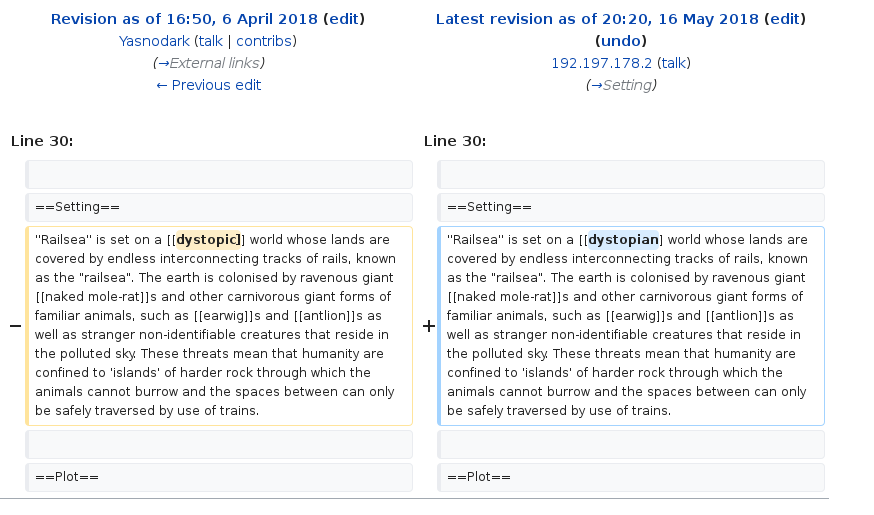 Revision as of 16:50, 6 April 2018 (edit)
Yasnodark (talk | contribs)
(→External links)
← Previous edit
Latest revision as of 20:20, 16 May 2018 (edit)
(undo)
192.197.178.2 (talk)
(→Setting)
Line 30:
==Setting==
− ''Railsea'' is set on a [[dystopic]] world whose lands are
covered by endless interconnecting tracks of rails, known
as the "railsea". The earth is colonised by ravenous giant
[[naked mole-rat]]s and other carnivorous giant forms of
familiar animals, such as [[earwig]]s and [[antlion]]s as
well as stranger non-identifiable creatures that reside in
the polluted sky. These threats mean that humanity are
confined to 'islands' of harder rock through which the
animals cannot burrow and the spaces between can only
be safely traversed by use of trains.
==Plot==
Line 30:
==Setting==
+ ''Railsea'' is set on a [[dystopian] world whose lands are
covered by endless interconnecting tracks of rails, known
as the "railsea". The earth is colonised by ravenous giant
[[naked mole-rat]]s and other carnivorous giant forms of
familiar animals, such as [[earwig]]s and [[antlion]]s as
well as stranger non-identifiable creatures that reside in
the polluted sky. These threats mean that humanity are
confined to 'islands' of harder rock through which the
animals cannot burrow and the spaces between can only
be safely traversed by use of trains.
==Plot==